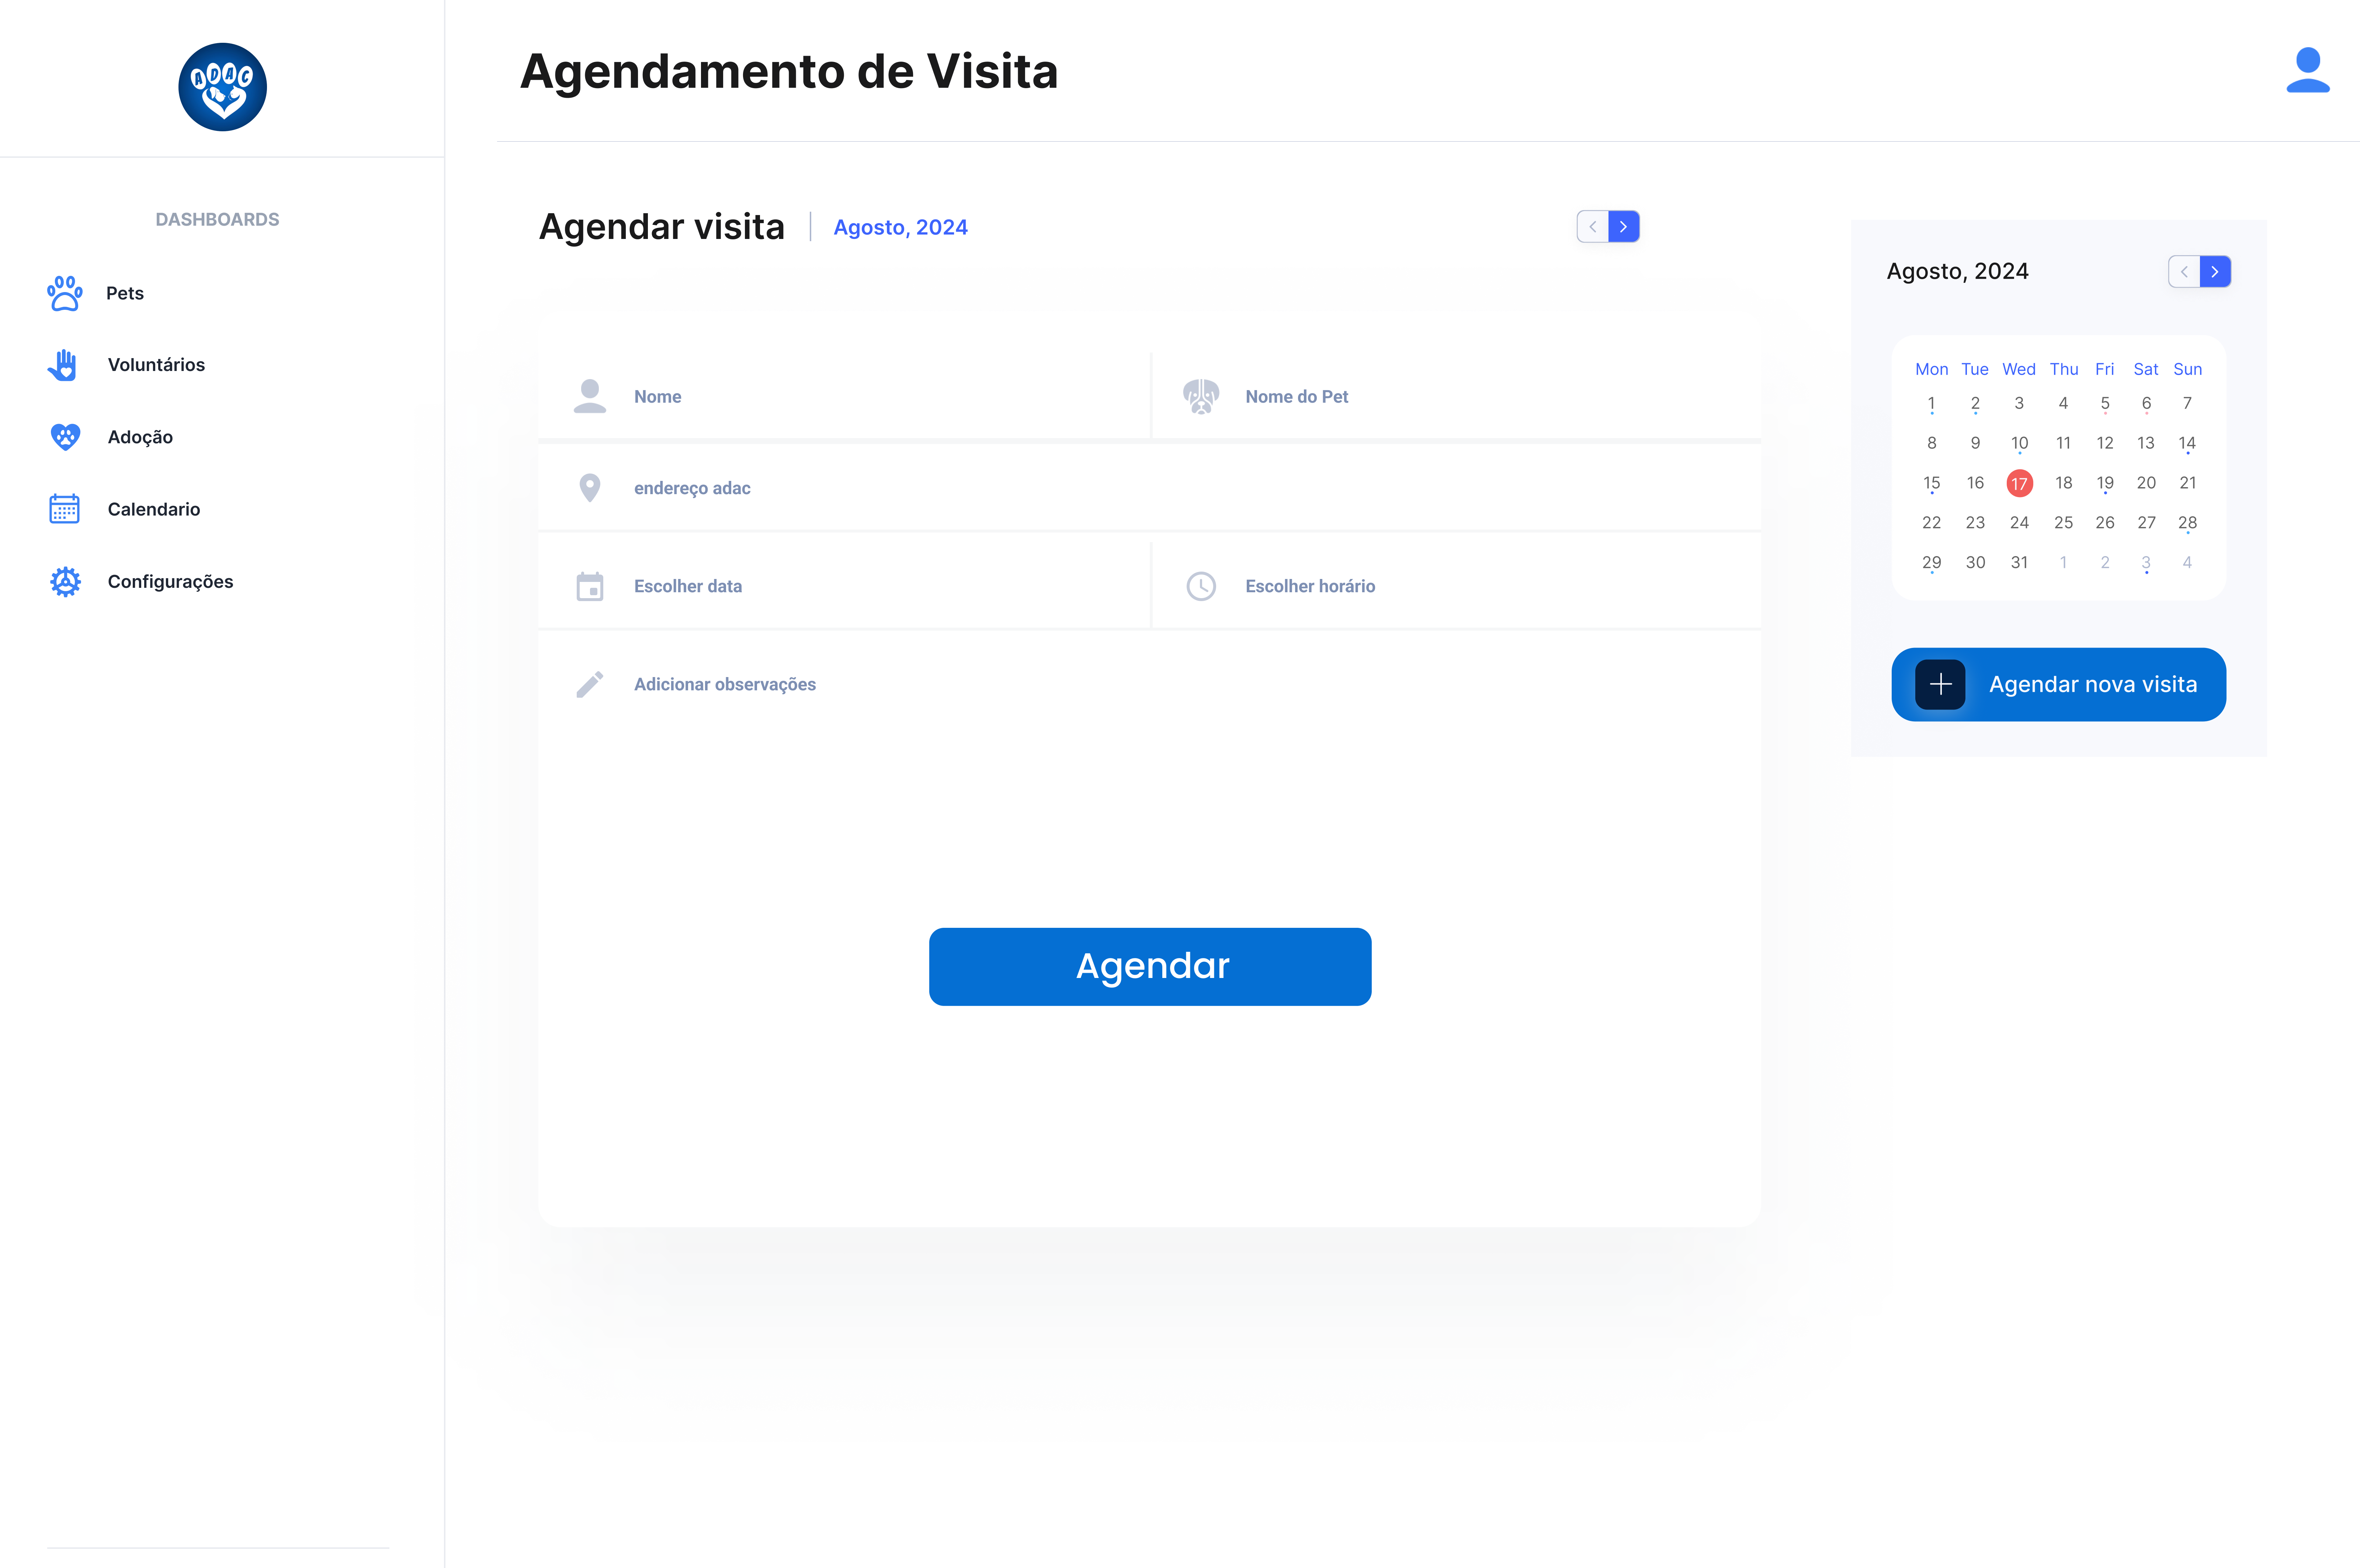 ADAC
Agendamento de Visita
DASHBOARDS
Pets
Voluntários
Adoção
Calendario
Configurações
Agendar visita
Agosto, 2024
Nome
Nome do Pet
endereço adac
Escolher data
Escolher horário
Adicionar observações
Agendar
Agosto, 2024
Mon Tue Wed Thu Fri Sat Sun
1 2 3 4 5 6 7
8 9 10 11 12 13 14
15 16 17 18 19 20 21
22 23 24 25 26 27 28
29 30 31 1 2 3 4
Agendar nova visita